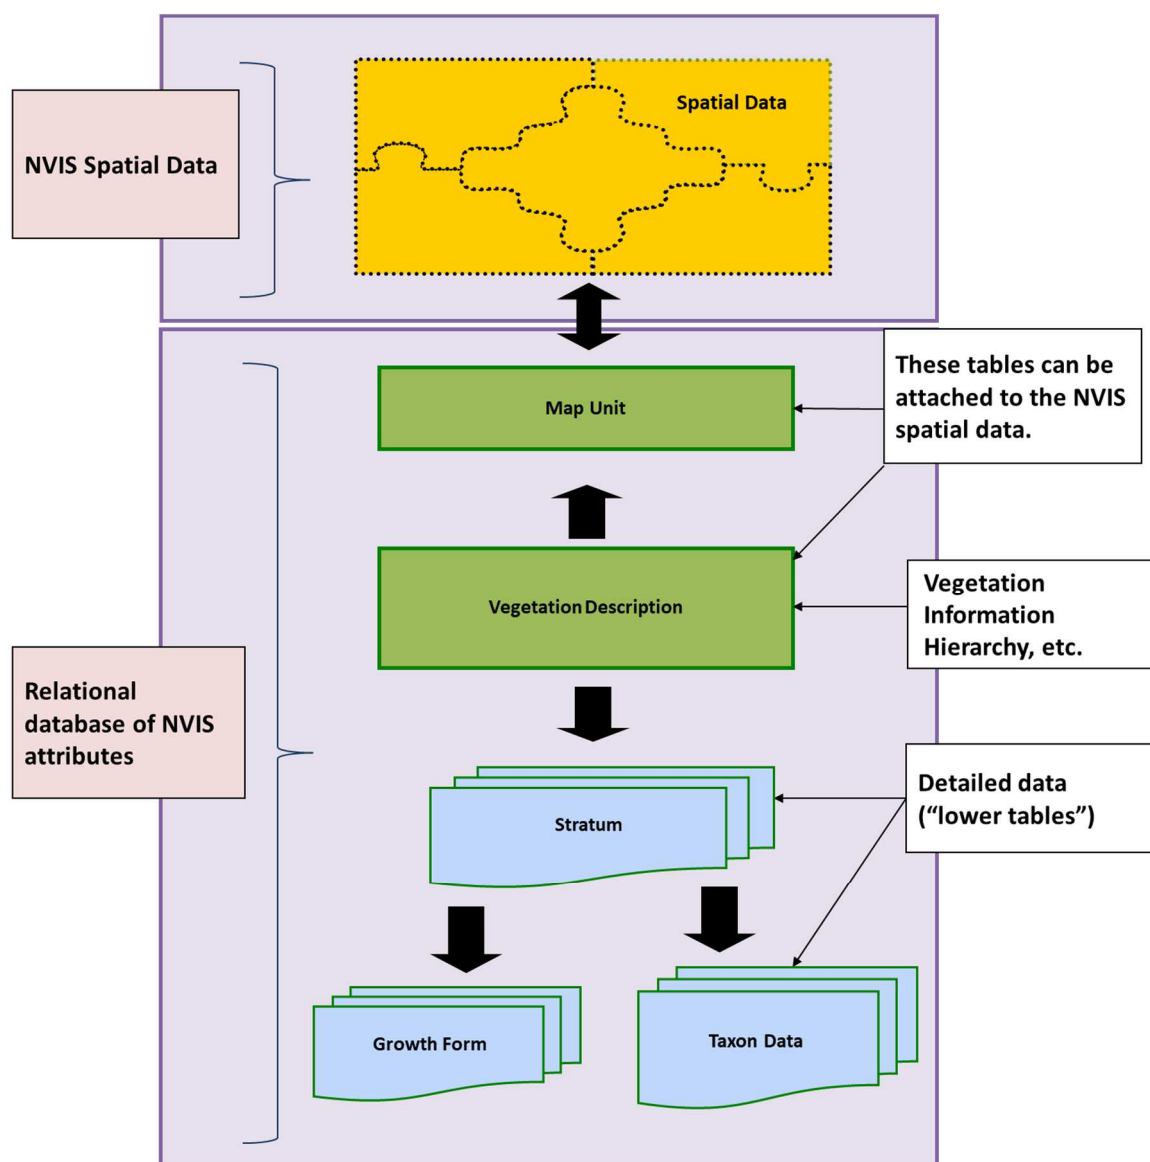 Spatial Data
NVIS Spatial Data
Map Unit
These tables can be
attached to the NVIS
spatial data.
Vegetation Description
Vegetation
Information
Hierarchy, etc.
Relational
database of NVIS
attributes
Stratum
Detailed data
(“lower tables”)
Growth Form
Taxon Data